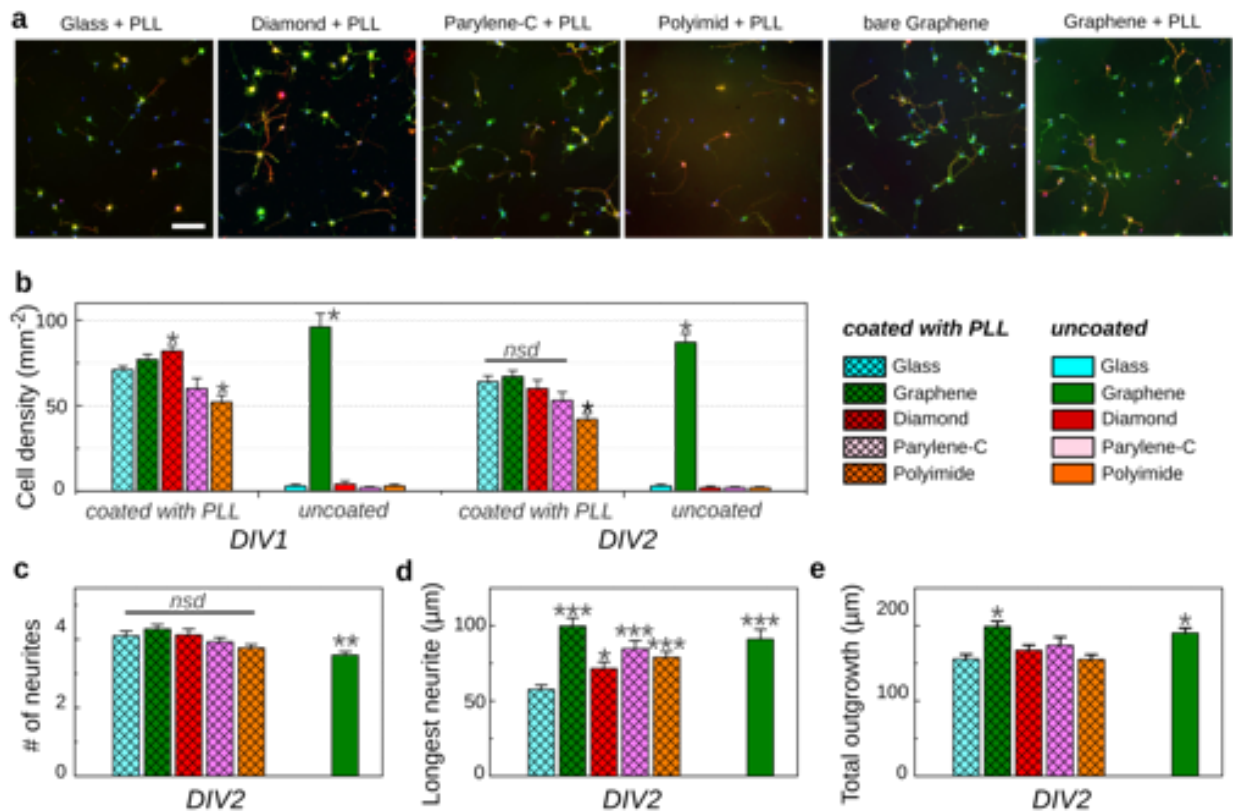 a
Glass + PLL
Diamond + PLL
Parylene-C + PLL
Polyimid + PLL
bare Graphene
Graphene + PLL
b
Cell density (mm-2)
100
50
0
*
*
*
nsd
*
*
coated with PLL
uncoated
coated with PLL
uncoated
DIV1
DIV2
coated with PLL
Glass
Graphene
Diamond
Parylene-C
Polyimide
uncoated
Glass
Graphene
Diamond
Parylene-C
Polyimide
c
# of neurites
4
2
0
nsd
**
DIV2
d
Longest neurite (µm)
100
50
0
***
*
***
***
***
DIV2
e
Total outgrowth (µm)
200
100
0
*
*
DIV2